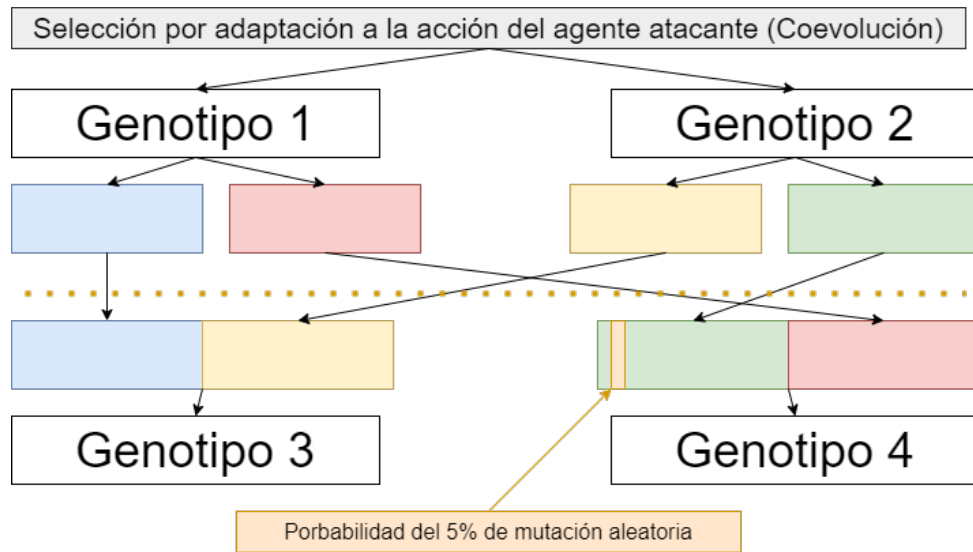 Selección por adaptación a la acción del agente atacante (Coevolución)
Genotipo 1
Genotipo 2
Genotipo 3
Genotipo 4
Porbabilidad del 5% de mutación aleatoria